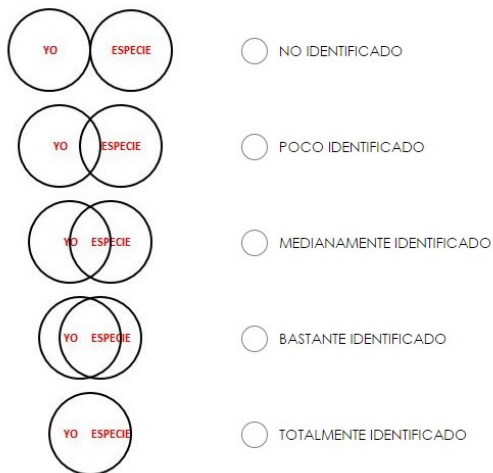 YO ESPECIE NO IDENTIFICADO
YO ESPECIE POCO IDENTIFICADO
YO ESPECIE MEDIANAMENTE IDENTIFICADO
YO ESPECIE BASTANTE IDENTIFICADO
YO ESPECIE TOTALMENTE IDENTIFICADO